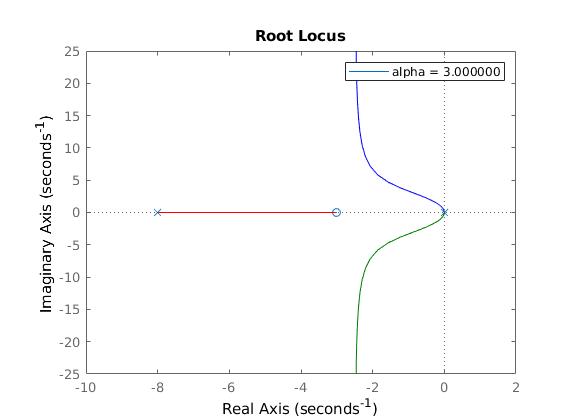 Root Locus
alpha = 3.000000
25
20
15
10
5
0
-5
-10
-15
-20
-25
-10 -8 -6 -4 -2 0 2
Imaginary Axis (seconds⁻¹)
Real Axis (seconds⁻¹)